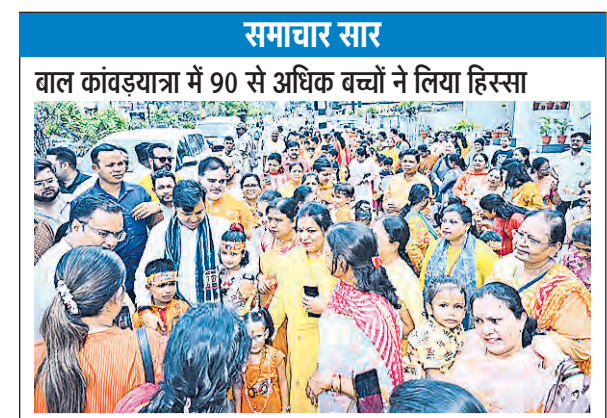 समाचार सार
बाल कांवड़यात्रा में 90 से अधिक बच्चों ने लिया हिस्सा